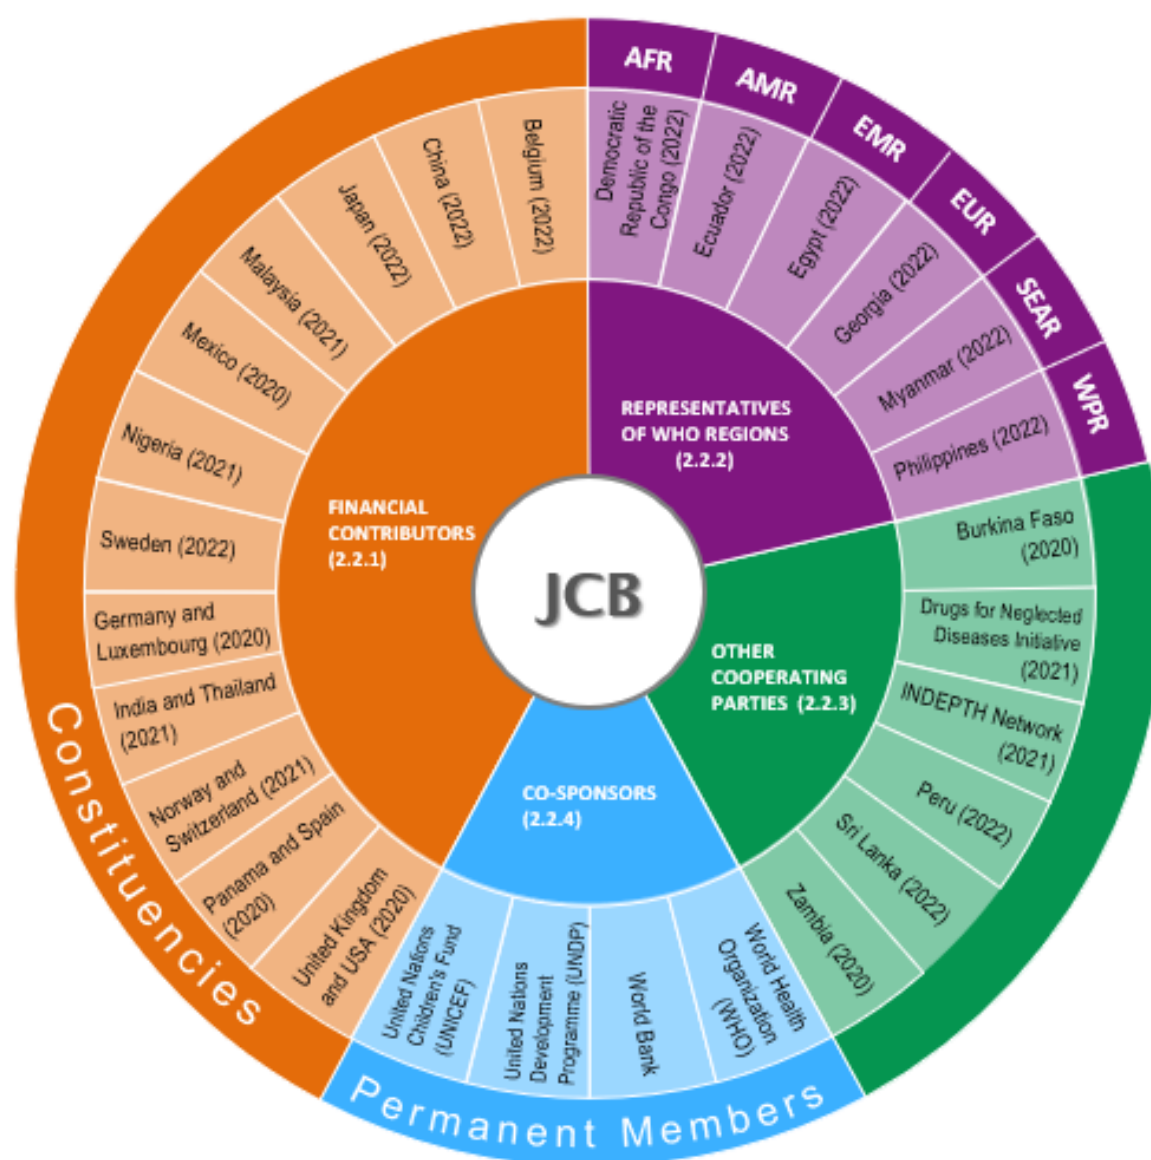 AFR
AMR
EMR
EUR
SEAR
WPR
Democratic
Republic of the
Congo (2022)
Ecuador (2022)
Egypt (2022)
Georgia (2022)
Myanmar (2022)
Philippines (2022)
REPRESENTATIVES
OF WHO REGIONS
(2.2.2)
Burkina Faso
(2020)
Drugs for Neglected
Diseases Initiative
(2021)
INDEPTH Network
(2021)
Peru (2022)
Sri Lanka (2022)
Zambia (2020)
OTHER
COOPERATING
PARTIES (2.2.3)
World Health
Organization
(WHO)
World Bank
United Nations
Development
Programme (UNDP)
United Nations
Children's Fund
(UNICEF)
CO-SPONSORS
(2.2.4)
Permanent Members
United Kingdom
and USA (2020)
Panama and Spain
(2020)
Norway and
Switzerland (2021)
India and Thailand
(2021)
Germany and
Luxembourg (2020)
Sweden (2022)
Nigeria (2021)
Mexico (2020)
Malaysia (2021)
Japan (2022)
China (2022)
Belgium (2022)
FINANCIAL
CONTRIBUTORS
(2.2.1)
Constituencies
JCB